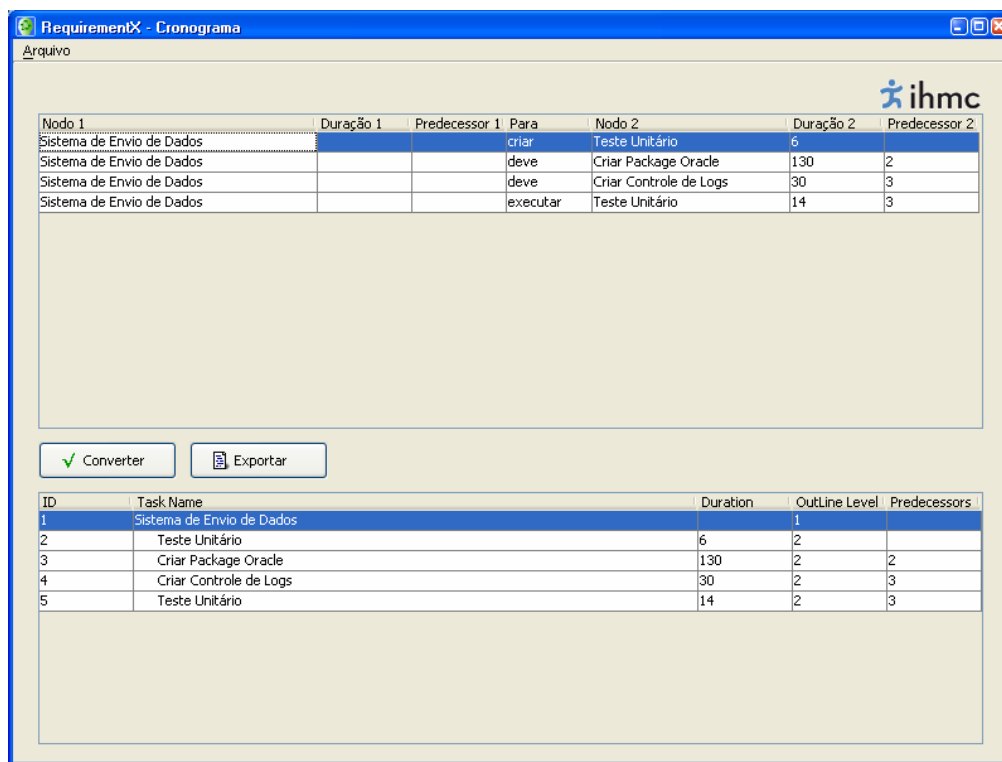 RequirementX - Cronograma
Arquivo
ihmc
Nodo 1 Duração 1 Predecessor 1 Para Nodo 2 Duração 2 Predecessor 2
Sistema de Envio de Dados criar Teste Unitário 6
Sistema de Envio de Dados deve Criar Package Oracle 130 2
Sistema de Envio de Dados deve Criar Controle de Logs 30 3
Sistema de Envio de Dados executar Teste Unitário 14 3
Converter Exportar
ID Task Name Duration OutLine Level Predecessors
1 Sistema de Envio de Dados 1
2 Teste Unitário 6 2
3 Criar Package Oracle 130 2 2
4 Criar Controle de Logs 30 2 3
5 Teste Unitário 14 2 3